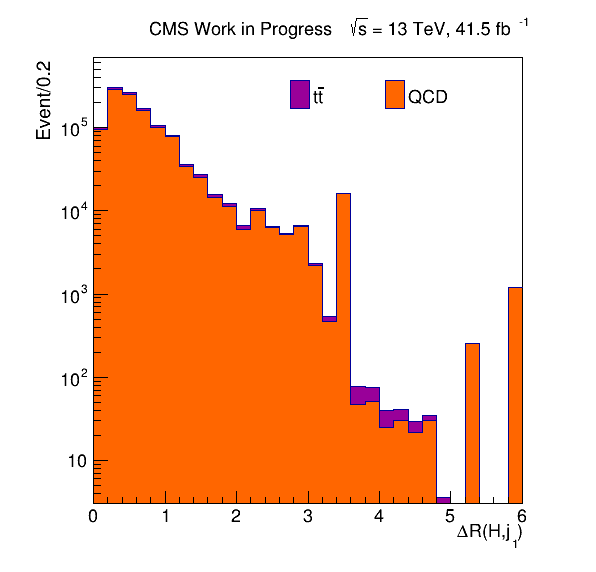 CMS Work in Progress √s = 13 TeV, 41.5 fb⁻¹
Event/0.2
tt̄ QCD
10⁵
10⁴
10³
10²
10
0 1 2 3 4 5 6
ΔR(H,j₁)